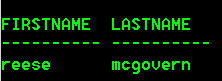 FIRSTNAME  LASTNAME
---------- ----------
reese      mcgovern